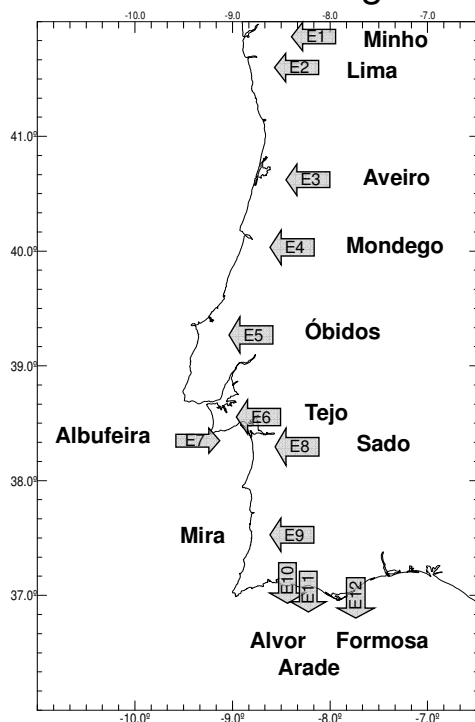 -10.0 -9.0 -8.0 -7.0
E1 Minho
E2 Lima
41.0º
E3 Aveiro
40.0º
E4 Mondego
E5 Óbidos
39.0º
E6 Tejo
Albufeira E7
E8 Sado
38.0º
Mira E9
37.0º
E10 E11 E12
Alvor Formosa
Arade
-10.0º -9.0º -8.0º -7.0º